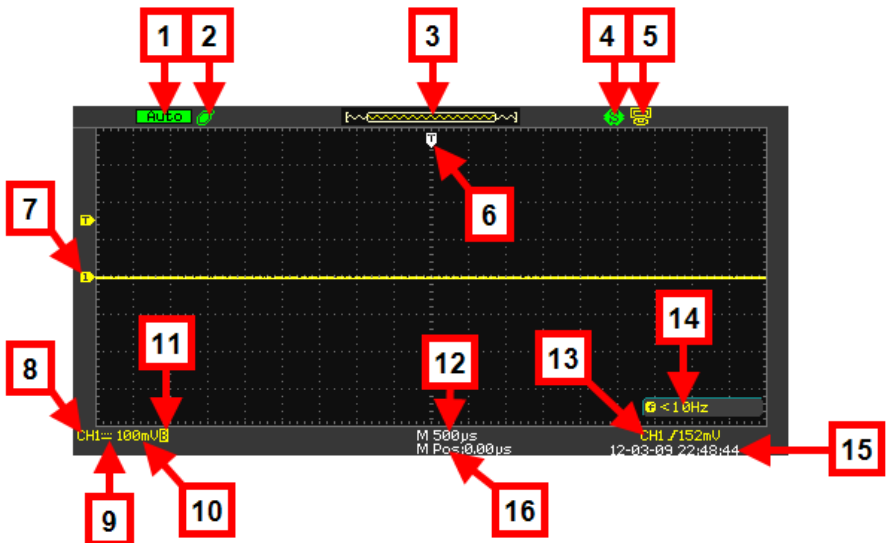 1 2 3 4 5
Auto
T
6
7
T
1
14
11
12
13
8
f <10Hz
CH1 100mV B
M 500µs
CH1 /152mV
M Pos:0.00µs
12-03-09 22:48:44
15
9
10
16